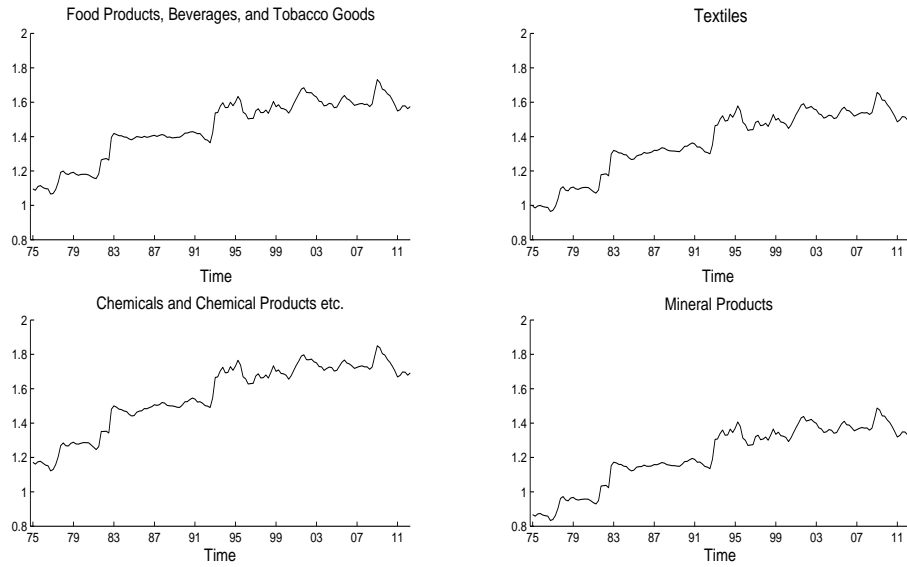 Food Products, Beverages, and Tobacco Goods
2
1.8
1.6
1.4
1.2
1
0.8
75 79 83 87 91 95 99 03 07 11
Time
Textiles
2
1.8
1.6
1.4
1.2
1
0.8
75 79 83 87 91 95 99 03 07 11
Time
Chemicals and Chemical Products etc.
2
1.8
1.6
1.4
1.2
1
0.8
75 79 83 87 91 95 99 03 07 11
Time
Mineral Products
2
1.8
1.6
1.4
1.2
1
0.8
75 79 83 87 91 95 99 03 07 11
Time